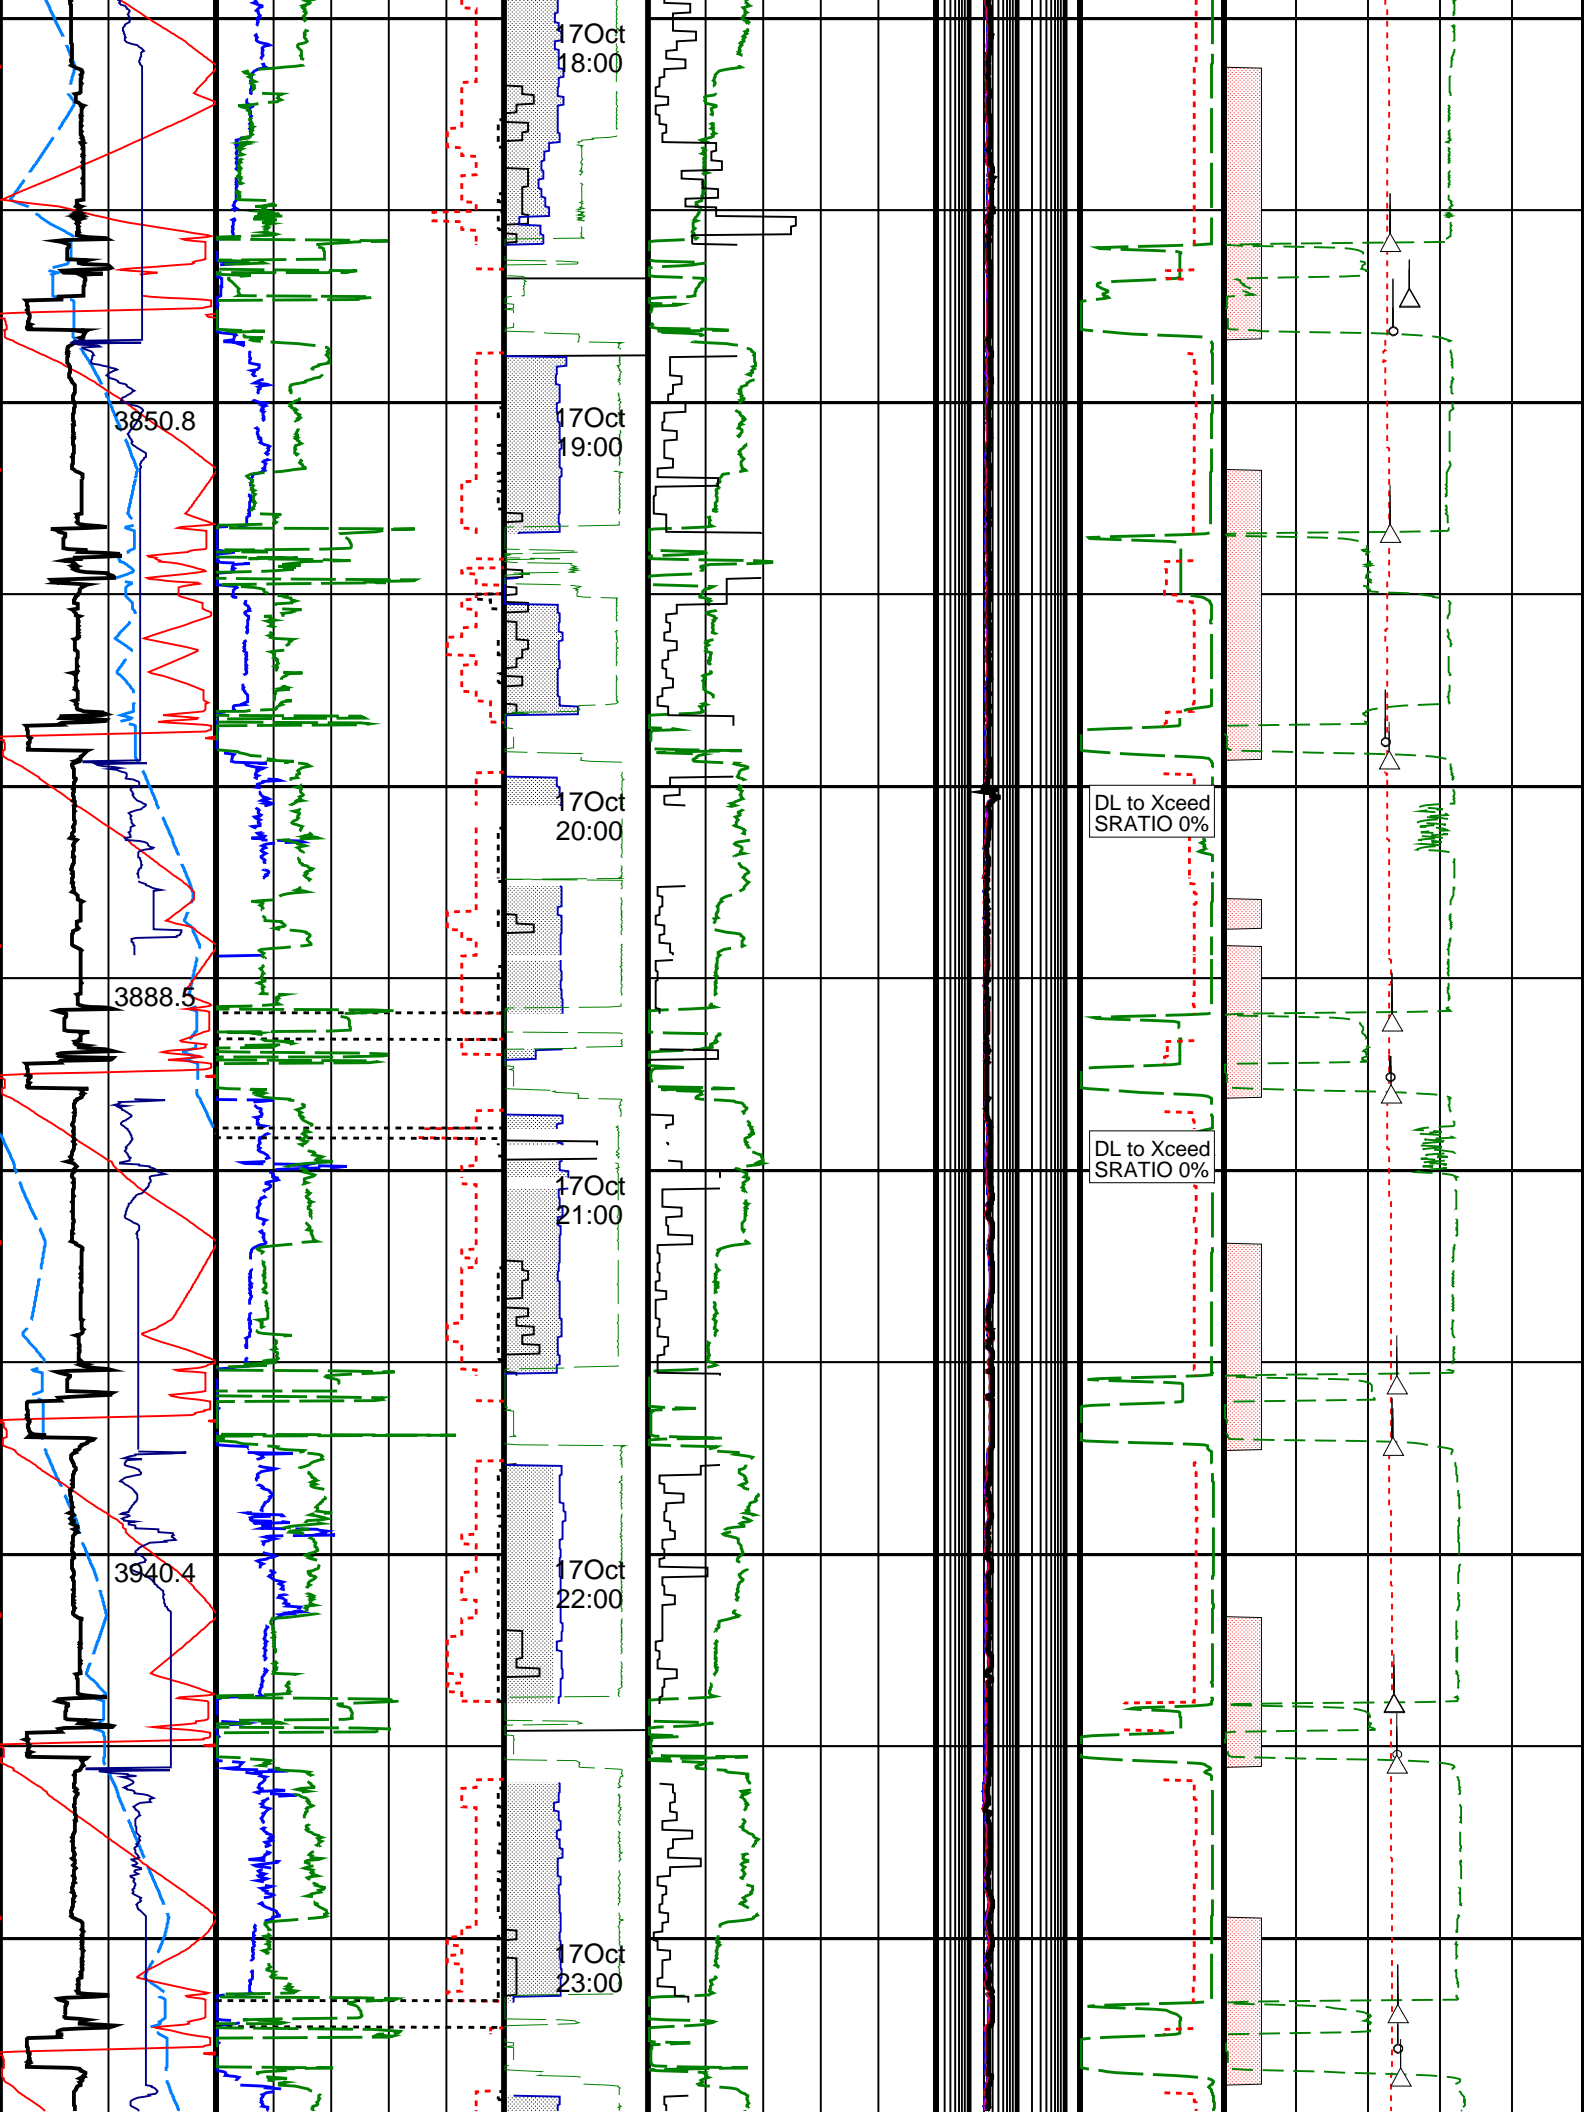 17Oct
18:00
3850.8
17Oct
19:00
17Oct
20:00
DL to Xceed
SRATIO 0%
3888.5
DL to Xceed
SRATIO 0%
17Oct
21:00
3940.4
17Oct
22:00
17Oct
23:00